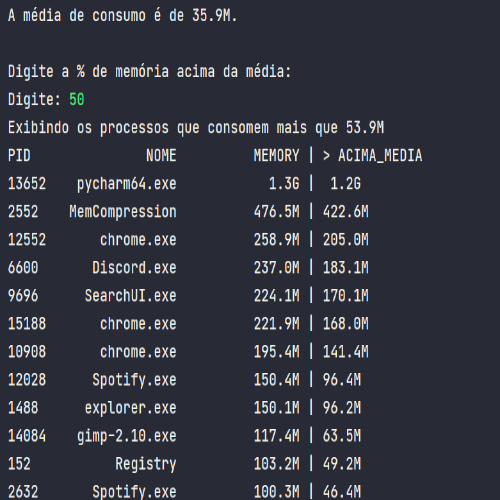 A média de consumo é de 35.9M.
Digite a % de memória acima da média:
Digite: 50
Exibindo os processos que consomem mais que 53.9M
PID NOME MEMORY | > ACIMA_MEDIA
13652 pycharm64.exe 1.3G | 1.2G
2552 MemCompression 476.5M | 422.6M
12552 chrome.exe 258.9M | 205.0M
6600 Discord.exe 237.0M | 183.1M
9696 SearchUI.exe 224.1M | 170.1M
15188 chrome.exe 221.9M | 168.0M
10908 chrome.exe 195.4M | 141.4M
12028 Spotify.exe 150.4M | 96.4M
1488 explorer.exe 150.1M | 96.2M
14084 gimp-2.10.exe 117.4M | 63.5M
152 Registry 103.2M | 49.2M
2632 Spotify.exe 100.3M | 46.4M